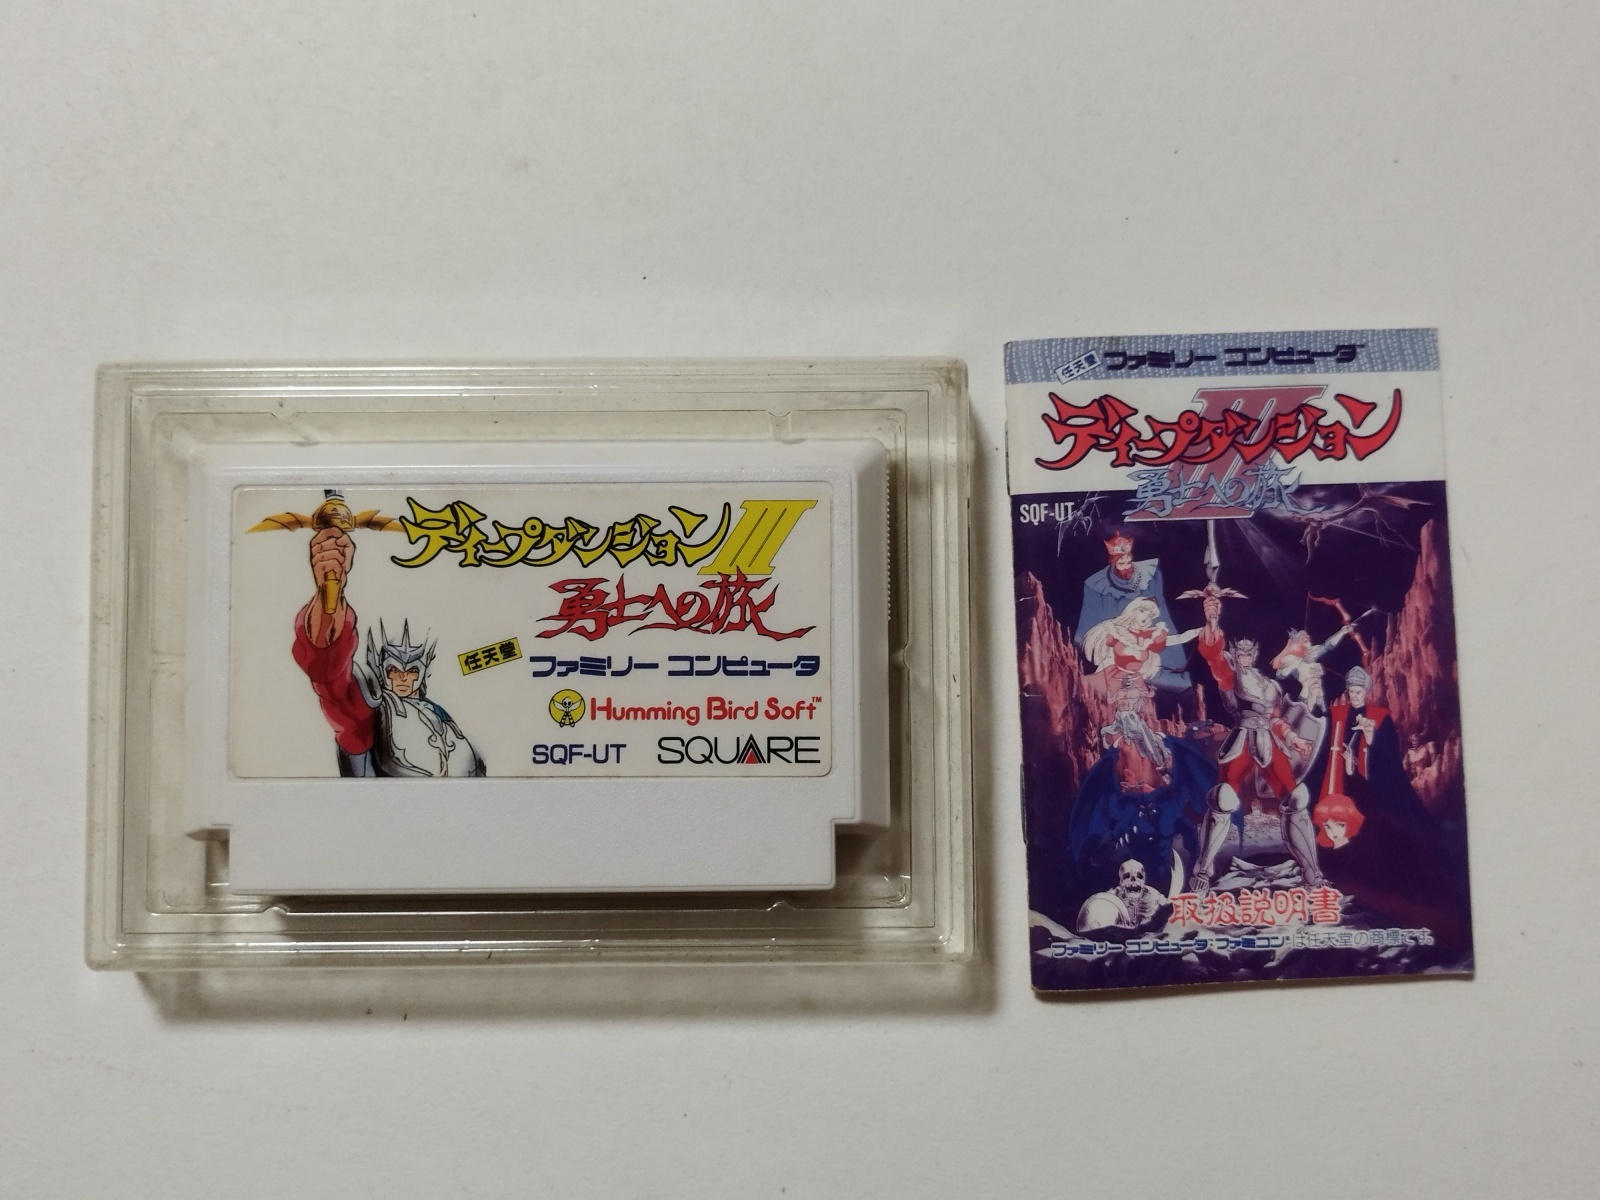 ディープダンジョンIII
勇士への旅
任天堂 ファミリー コンピュータ
Humming Bird Soft™
SQF-UT SQUARE
任天堂 ファミリー コンピュータ™
ディープダンジョン
III
勇士への旅
SQF-UT
取扱説明書
ファミリー コンピュータ・ファミコンは任天堂の商標です。